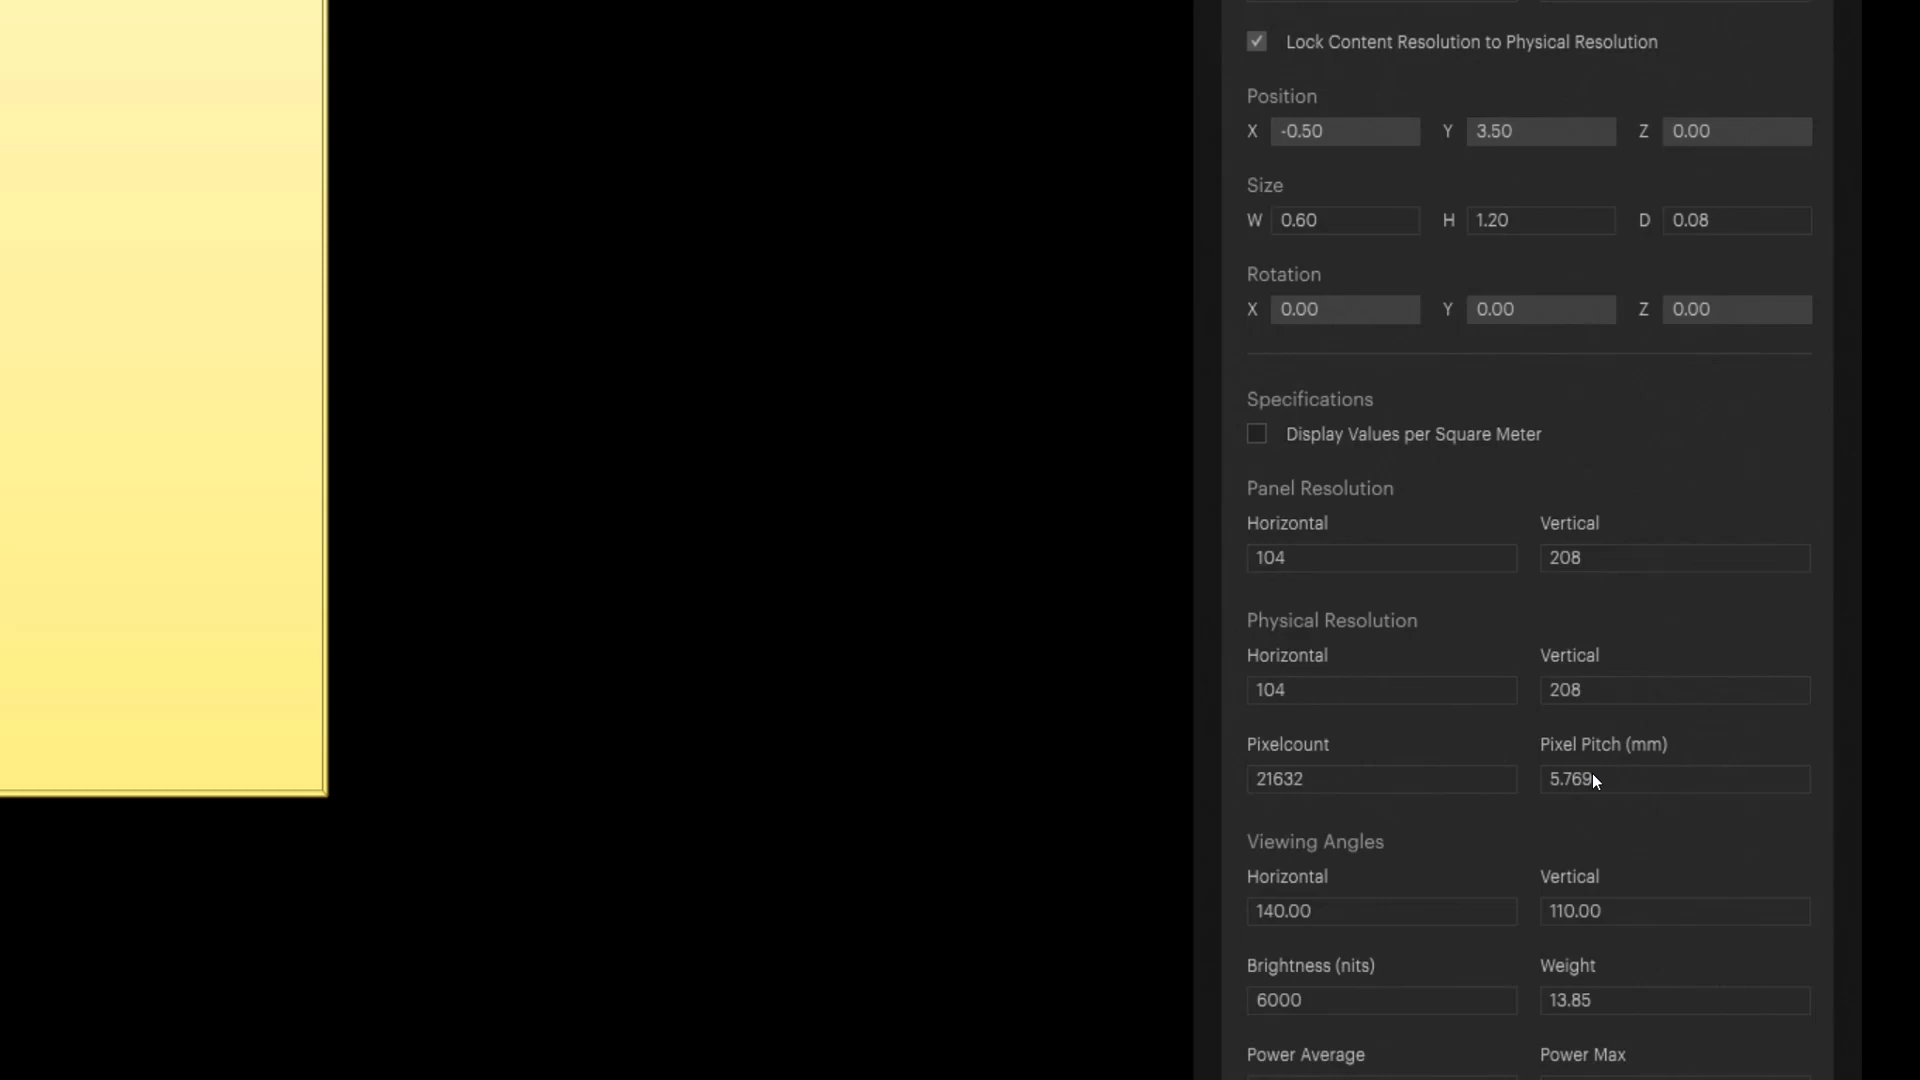 Lock Content Resolution to Physical Resolution
Position
X -0.50 Y 3.50 Z 0.00
Size
W 0.60 H 1.20 D 0.08
Rotation
X 0.00 Y 0.00 Z 0.00
Specifications
Display Values per Square Meter
Panel Resolution
Horizontal Vertical
104 208
Physical Resolution
Horizontal Vertical
104 208
Pixelcount Pixel Pitch (mm)
21632 5.769
Viewing Angles
Horizontal Vertical
140.00 110.00
Brightness (nits) Weight
6000 13.85
Power Average Power Max